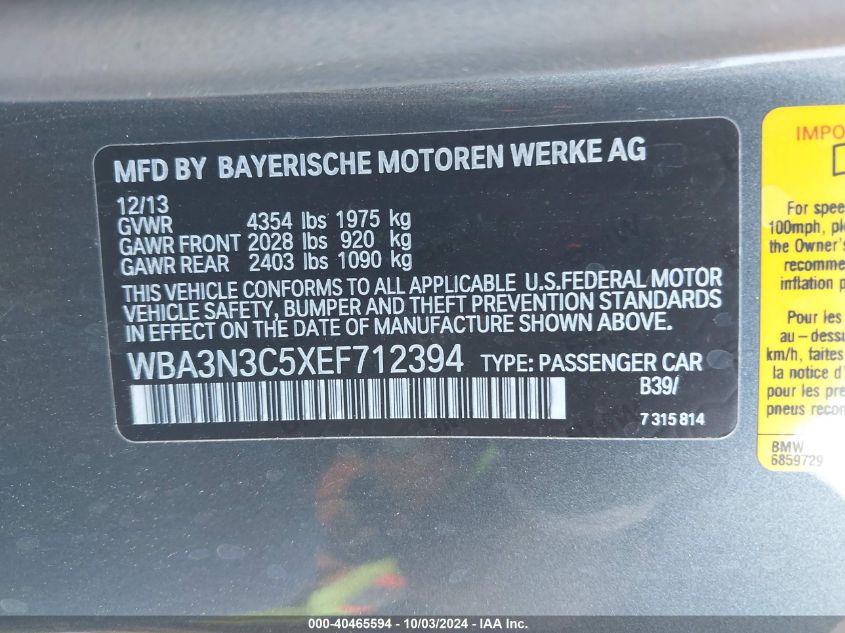 MFD BY BAYERISCHE MOTOREN WERKE AG
12/13
GVWR 4354 lbs 1975 kg
GAWR FRONT 2028 lbs 920 kg
GAWR REAR 2403 lbs 1090 kg
THIS VEHICLE CONFORMS TO ALL APPLICABLE U.S.FEDERAL MOTOR
VEHICLE SAFETY, BUMPER AND THEFT PREVENTION STANDARDS
IN EFFECT ON THE DATE OF MANUFACTURE SHOWN ABOVE.
WBA3N3C5XEF712394 TYPE: PASSENGER CAR
B39/
7 315 814
IMPO
For spee
100mph, pl
the Owner's
recomme
inflation p
Pour les
au-dessu
km/h, faites
la notice d'
pour les pre
pneus recon
BMW
6859729
000-40465594 - 10/03/2024 - IAA Inc.